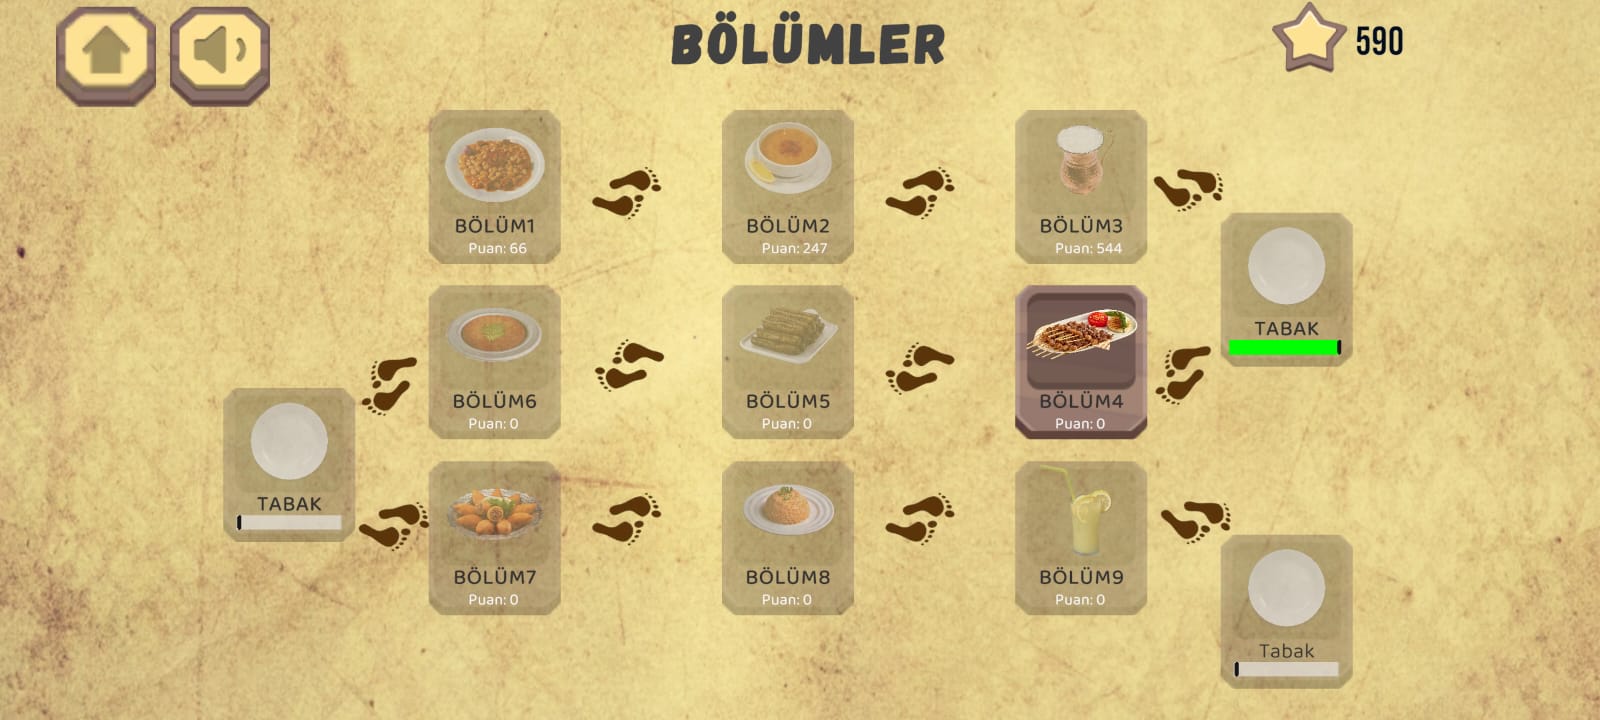 BÖLÜMLER
590
BÖLÜM1
Puan: 66
BÖLÜM2
Puan: 247
BÖLÜM3
Puan: 544
TABAK
BÖLÜM6
Puan: 0
BÖLÜM5
Puan: 0
BÖLÜM4
Puan: 0
TABAK
BÖLÜM7
Puan: 0
BÖLÜM8
Puan: 0
BÖLÜM9
Puan: 0
Tabak